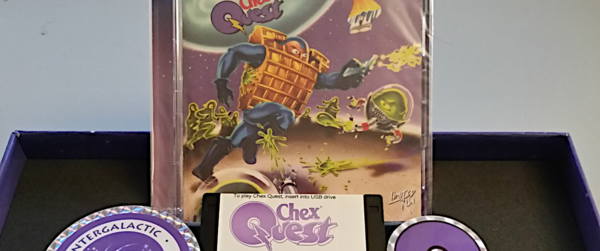 Chex
Quest
To play Chex Quest, insert into USB drive
Chex
Quest
INTERGALACTIC